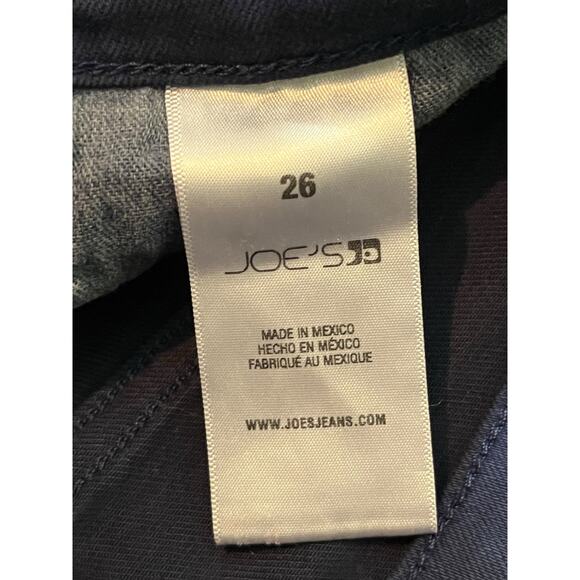 26
JOE'S
MADE IN MEXICO
HECHO EN MÉXICO
FABRIQUÉ AU MEXIQUE
WWW.JOESJEANS.COM